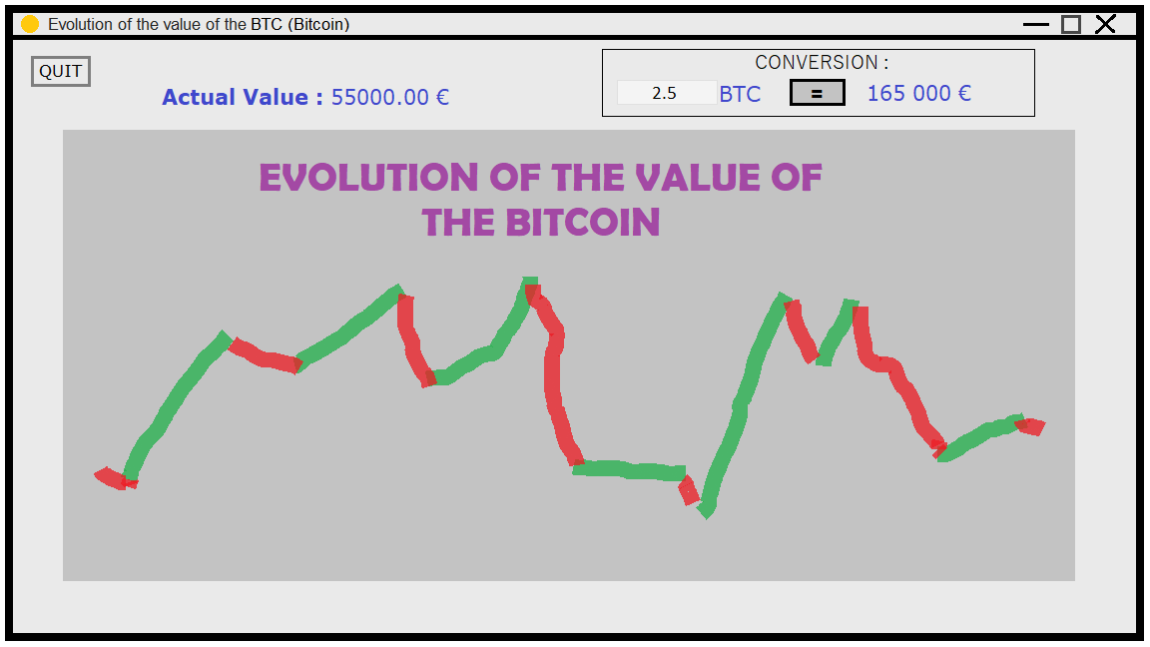 Evolution of the value of the BTC (Bitcoin)
QUIT
Actual Value : 55000.00 €
CONVERSION :
2.5 BTC = 165 000 €
EVOLUTION OF THE VALUE OF
THE BITCOIN